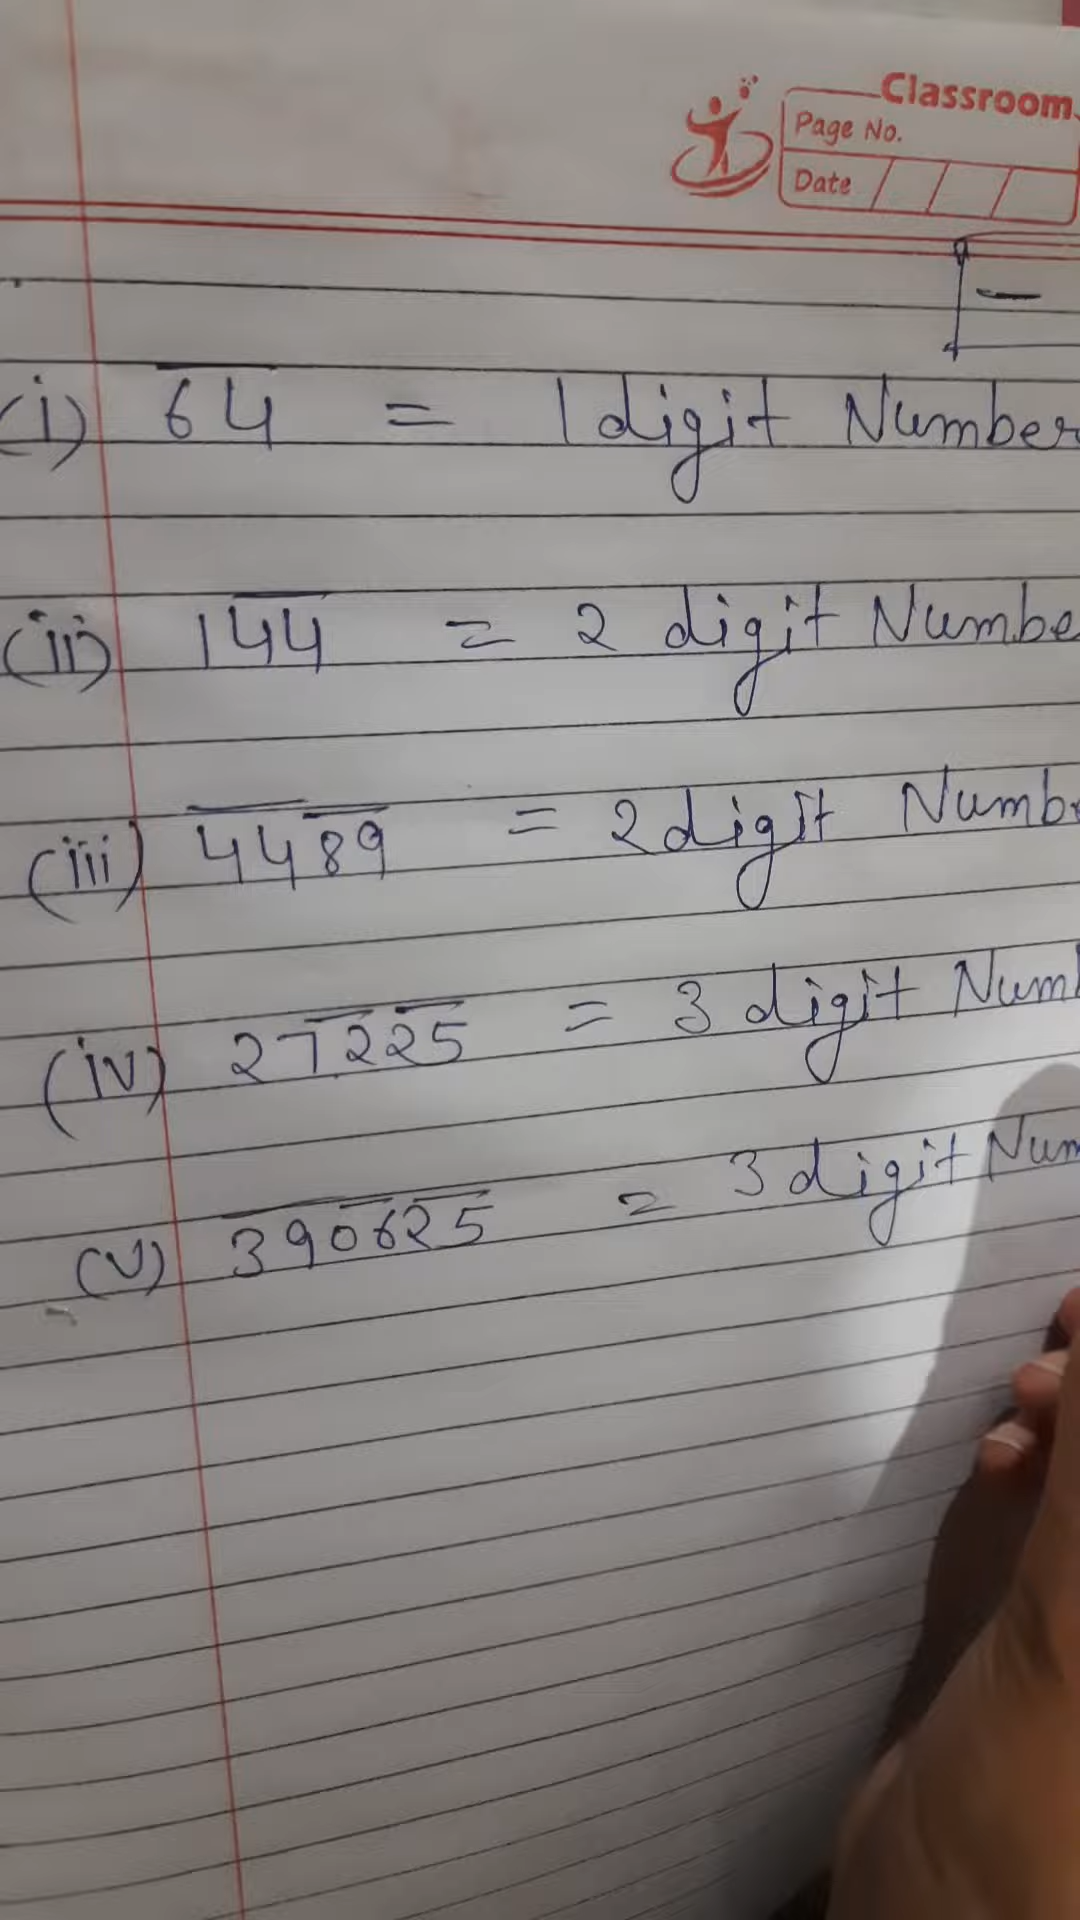 Classroom
Page No.
Date
(i) 64 = 1 digit Number
(ii) 144 = 2 digit Numbe
(iii) 4489 = 2 digit Numbe
(iv) 27225 = 3 digit Num
(v) 390625 = 3 digit Num